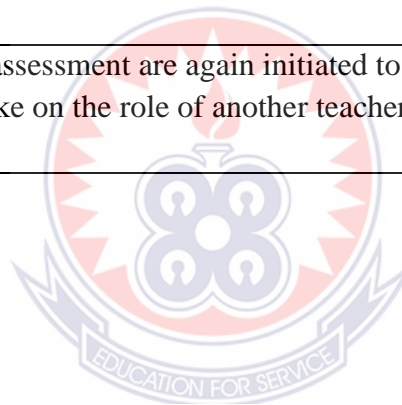 assessment are again initiated to
ke on the role of another teacher
EDUCATION FOR SERVICE